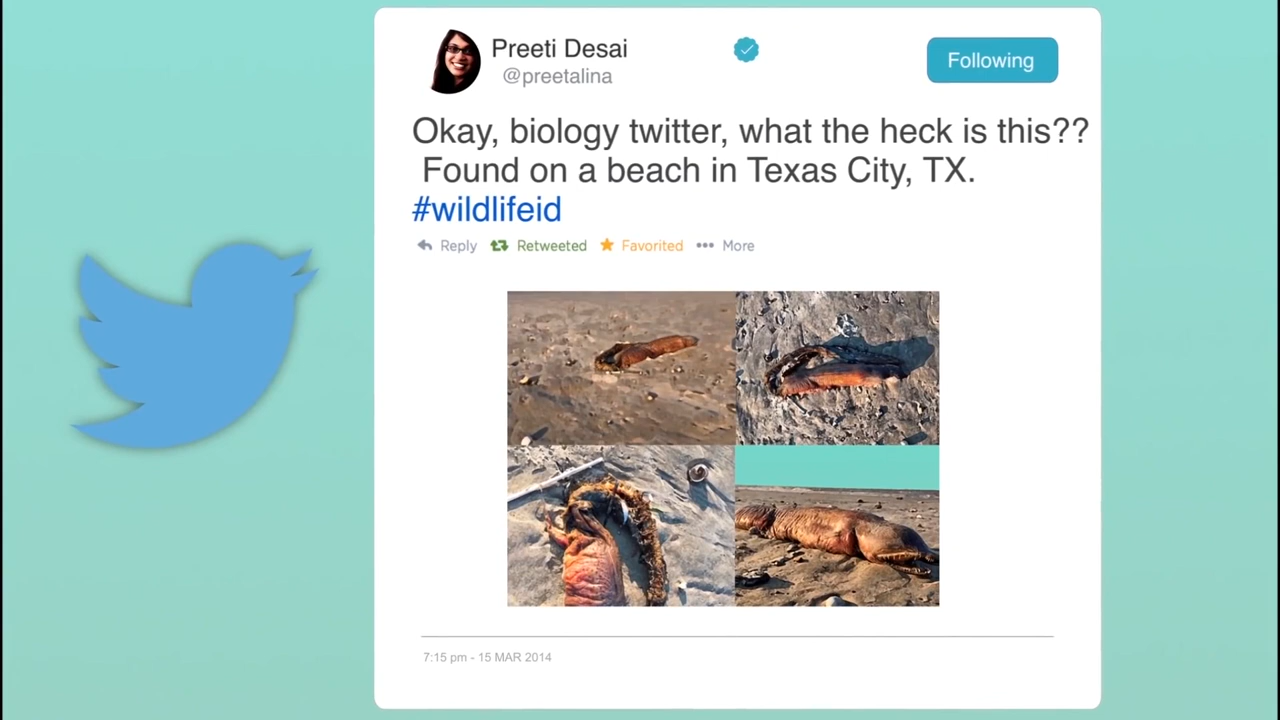 Preeti Desai
@preetalina
Following
Okay, biology twitter, what the heck is this??
Found on a beach in Texas City, TX.
#wildlifeid
Reply Retweeted Favorited ••• More
7:15 pm - 15 MAR 2014